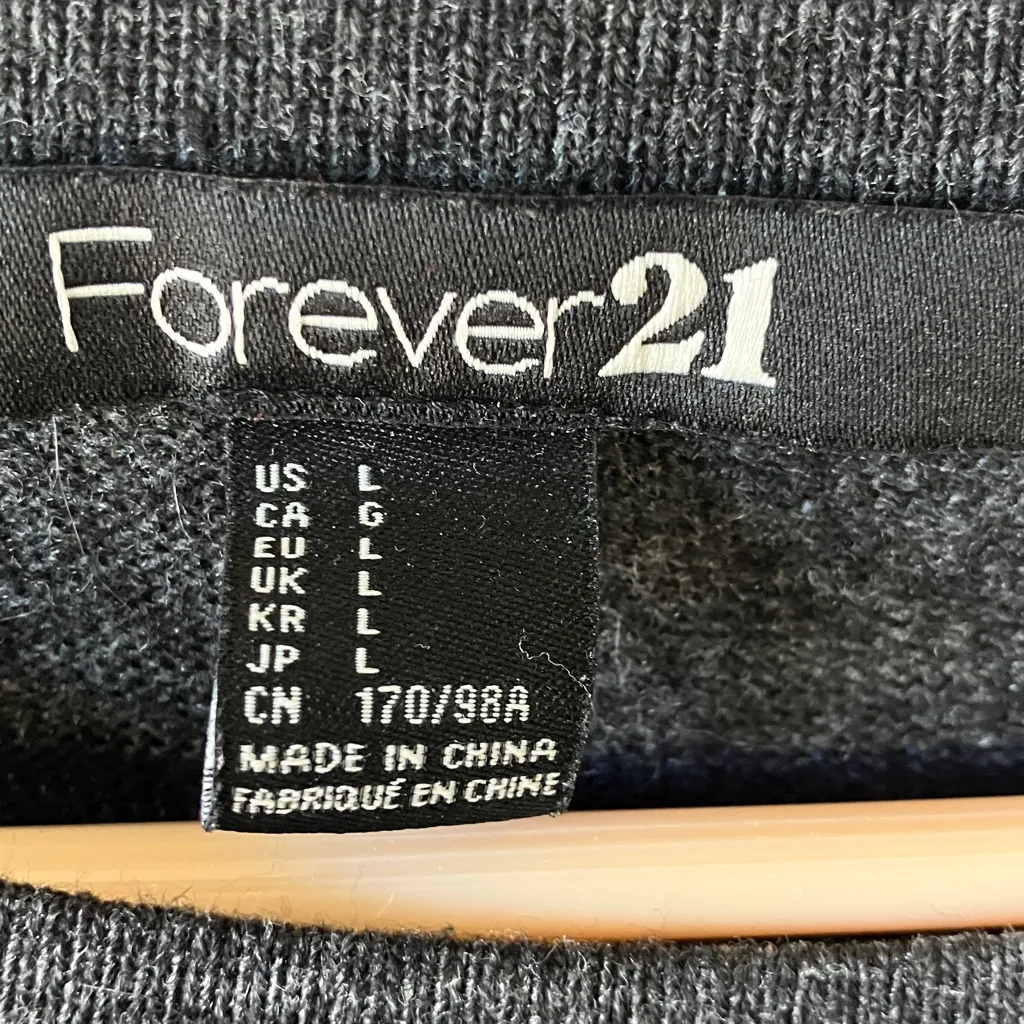 Forever21
US L
CA G
EU L
UK L
KR L
JP L
CN 170/98A
MADE IN CHINA
FABRIQUÉ EN CHINE